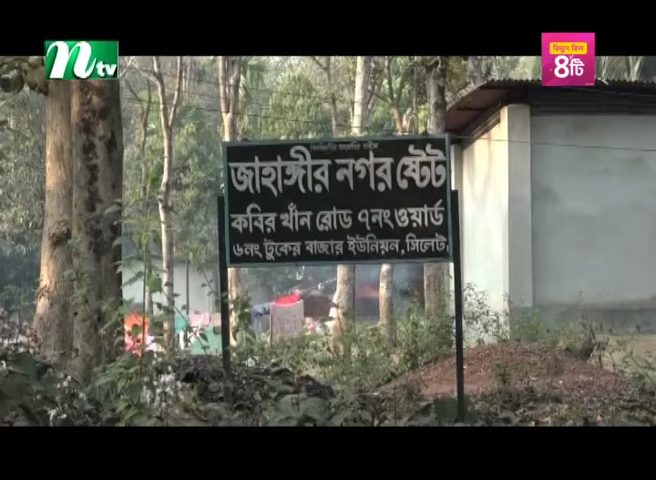 Ntv
বিদ্যুৎ বিল
৪টি
জাহাঙ্গীর নগর ষ্টেট
কবির খাঁন রোড ৭নং ওয়ার্ড
৬নং টুকের বাজার ইউনিয়ন, সিলেট